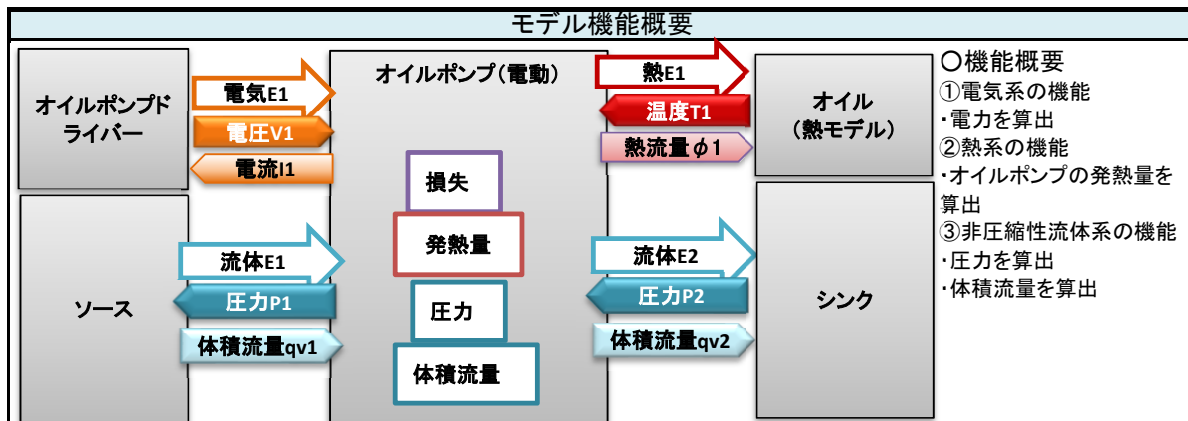 モデル機能概要
オイルポンプド
ライバー
電気E1
電圧V1
電流I1
オイルポンプ(電動)
熱E1
温度T1
熱流量φ1
オイル
(熱モデル)
損失
発熱量
圧力
体積流量
ソース
流体E1
圧力P1
体積流量qv1
流体E2
圧力P2
体積流量qv2
シンク
〇機能概要
①電気系の機能
・電力を算出
②熱系の機能
・オイルポンプの発熱量を
算出
③非圧縮性流体系の機能
・圧力を算出
・体積流量を算出